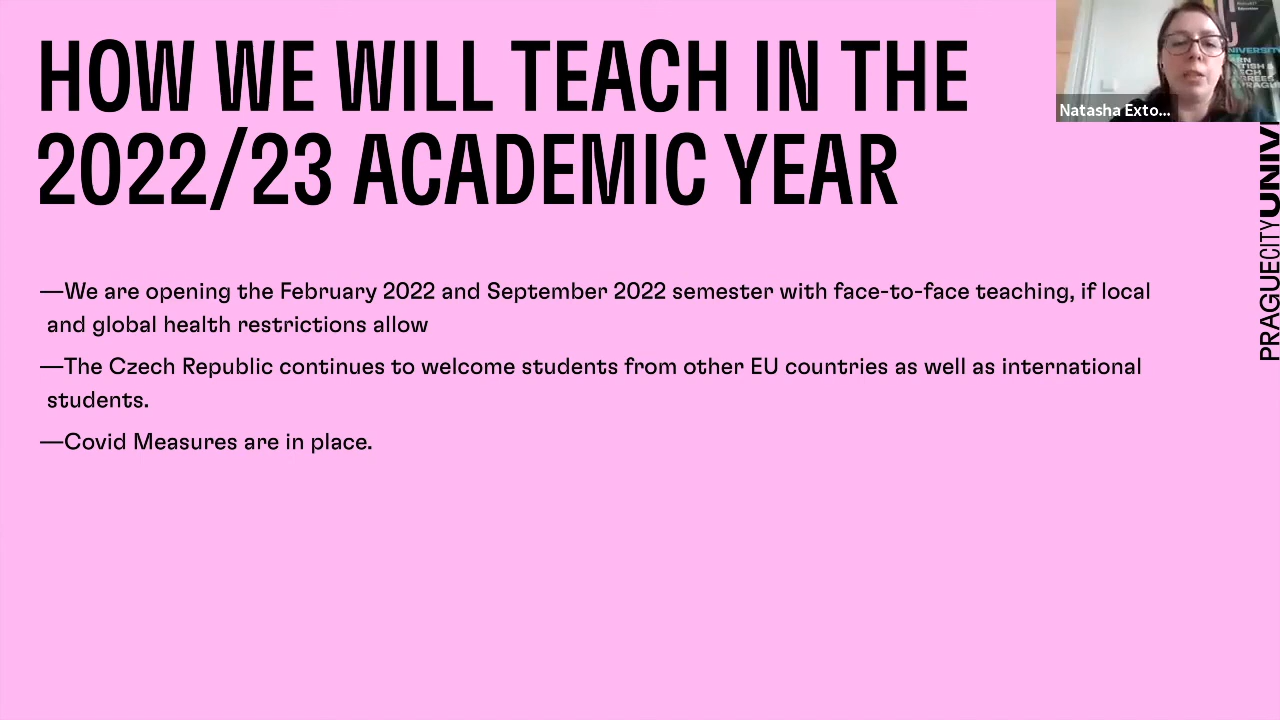 HOW WE WILL TEACH IN THE
2022/23 ACADEMIC YEAR
—We are opening the February 2022 and September 2022 semester with face-to-face teaching, if local
and global health restrictions allow
—The Czech Republic continues to welcome students from other EU countries as well as international
students.
—Covid Measures are in place.
Natasha Exto...
PRAGUECITYUNIV